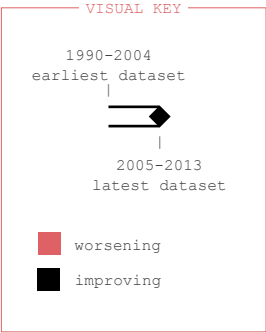 VISUAL KEY
1990-2004
earliest dataset
2005-2013
latest dataset
worsening
improving